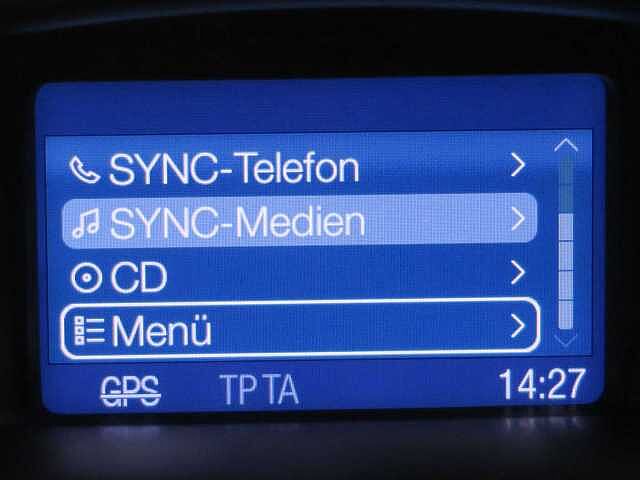 SYNC-Telefon
SYNC-Medien
CD
Menü
GPS TP TA 14:27